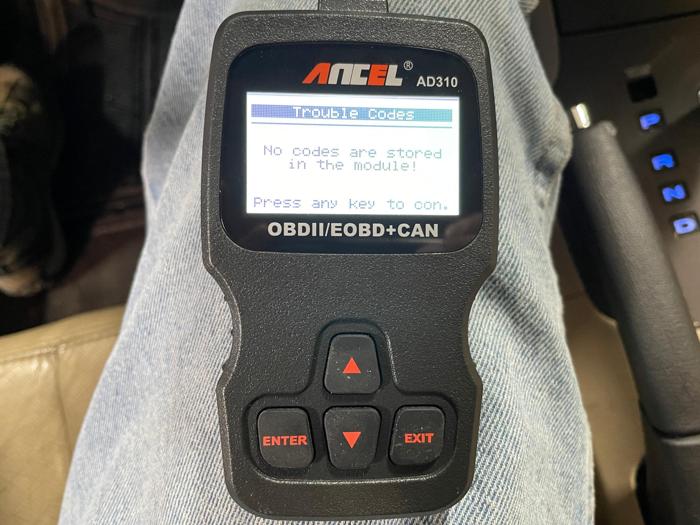 ANCEL®
AD310
Trouble Codes
No codes are stored
in the module!
Press any key to con.
OBDII/EOBD+CAN
ENTER
EXIT
P
R
N
D